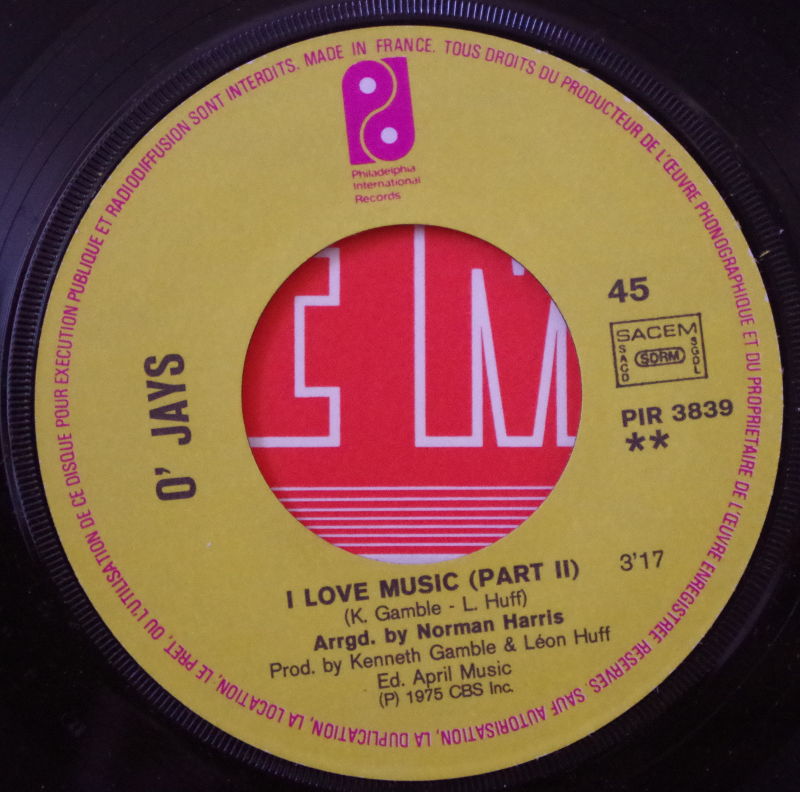 MADE IN FRANCE. TOUS DROITS DU PRODUCTEUR DE L'ŒUVRE PHONOGRAPHIQUE ET DU PROPRIETAIRE DE L'ŒUVRE ENREGISTREE RESERVES. SAUF AUTORISATION, LA DUPLICATION, LA LOCATION, LE PRET, OU L'UTILISATION DE CE DISQUE POUR EXECUTION PUBLIQUE ET RADIODIFFUSION SONT INTERDITS.
Philadelphia
International
Records
E M
45
SACEM
SACD
SDRM
SGDL
PIR 3839
**
O' JAYS
I LOVE MUSIC (PART II) 3'17
(K. Gamble - L. Huff)
Arrgd. by Norman Harris
Prod. by Kenneth Gamble & Léon Huff
Ed. April Music
(P) 1975 CBS Inc.